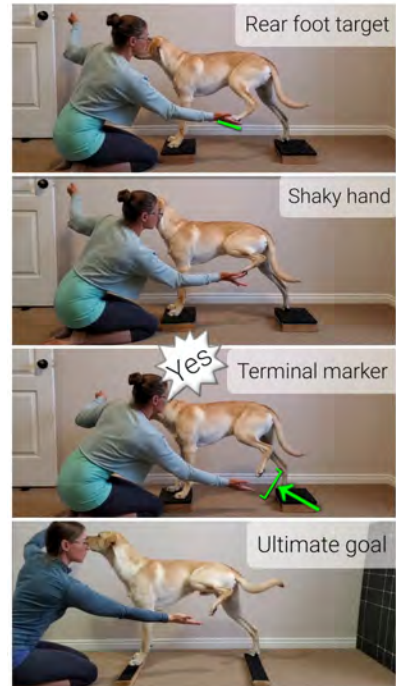 Rear foot target
Shaky hand
Yes
Terminal marker
Ultimate goal